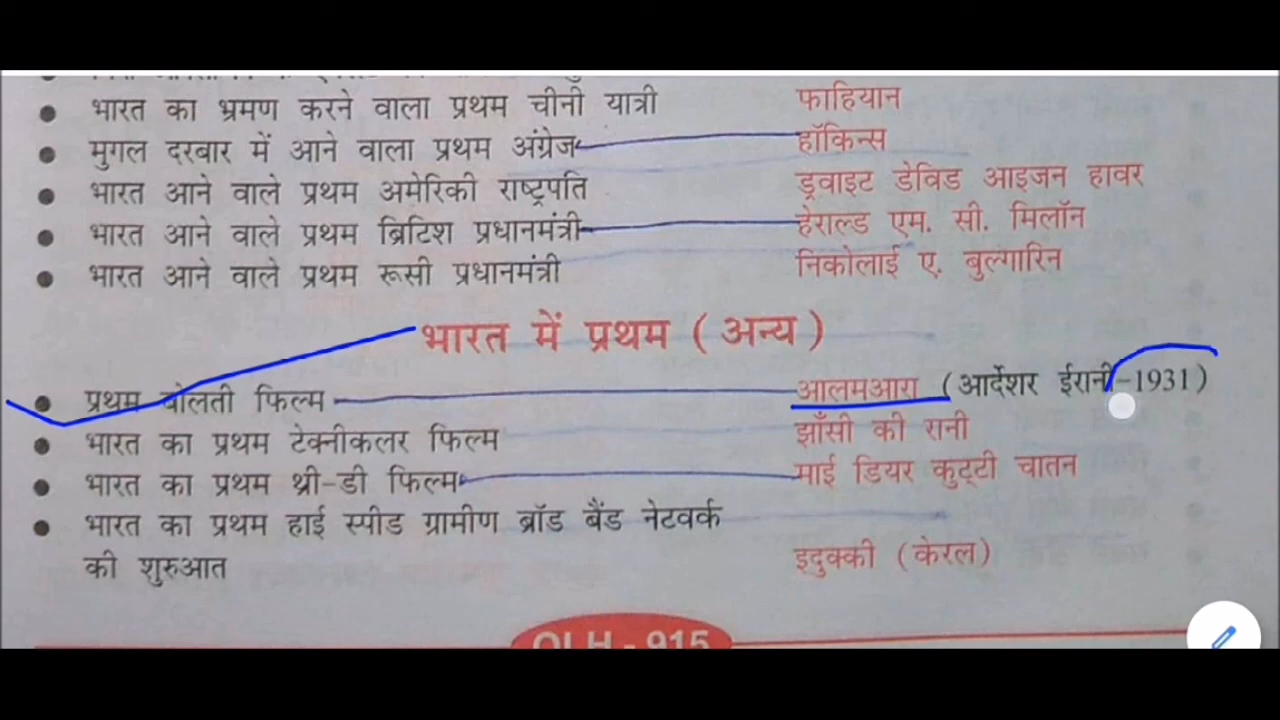 भारत का भ्रमण करने वाला प्रथम चीनी यात्री फाहियान
मुगल दरबार में आने वाला प्रथम अंग्रेज हॉकिन्स
भारत आने वाले प्रथम अमेरिकी राष्ट्रपति ड्वाइट डेविड आइजन हावर
भारत आने वाले प्रथम ब्रिटिश प्रधानमंत्री हेराल्ड एम. सी. मिलॉन
भारत आने वाले प्रथम रूसी प्रधानमंत्री निकोलाई ए. बुल्गारिन
भारत में प्रथम ( अन्य )
प्रथम बोलती फिल्म आलमआरा (आर्देशर ईरानी-1931)
भारत का प्रथम टेक्नीकलर फिल्म झाँसी की रानी
भारत का प्रथम थ्री-डी फिल्म माई डियर कुट्टी चातन
भारत का प्रथम हाई स्पीड ग्रामीण ब्रॉड बैंड नेटवर्क
की शुरुआत इदुक्की (केरल)
QLH - 915